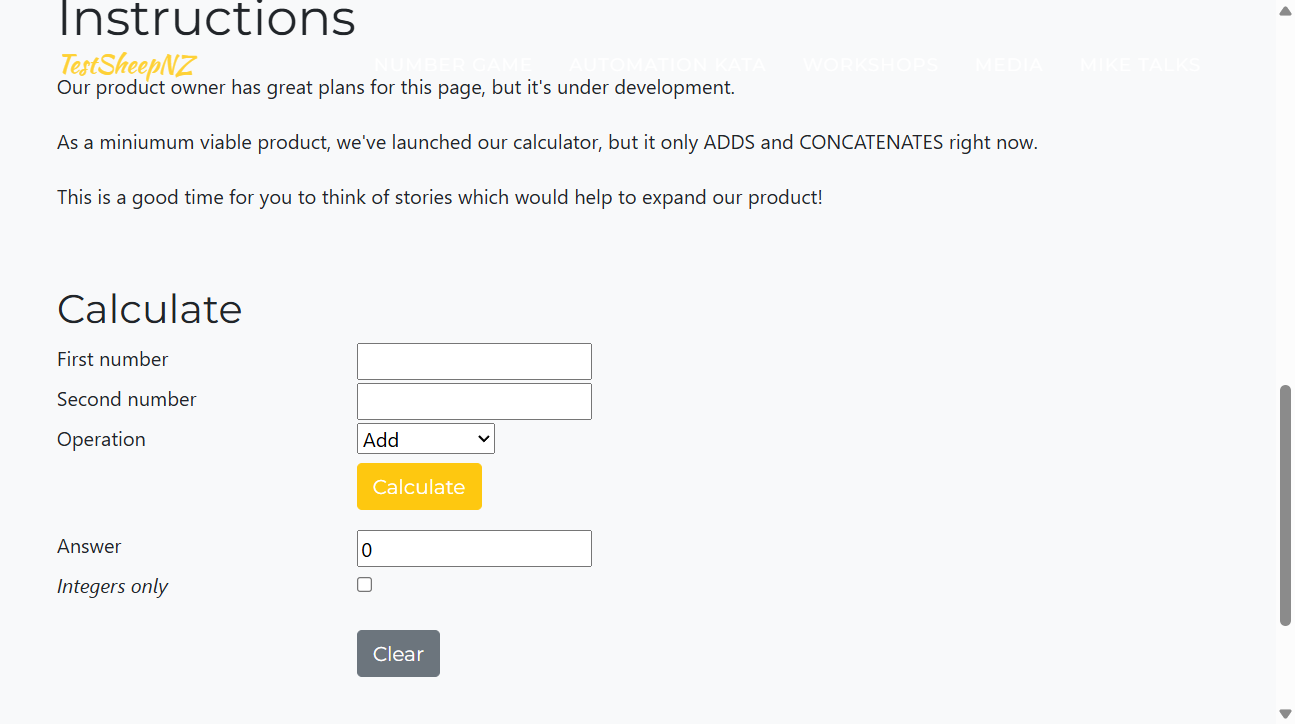 Instructions
TestSheepNZ
NUMBER GAME AUTOMATION KATA WORKSHOPS MEDIA MIKE TALKS
Our product owner has great plans for this page, but it's under development.
As a miniumum viable product, we've launched our calculator, but it only ADDS and CONCATENATES right now.
This is a good time for you to think of stories which would help to expand our product!
Calculate
First number
Second number
Operation Add
Calculate
Answer 0
Integers only
Clear